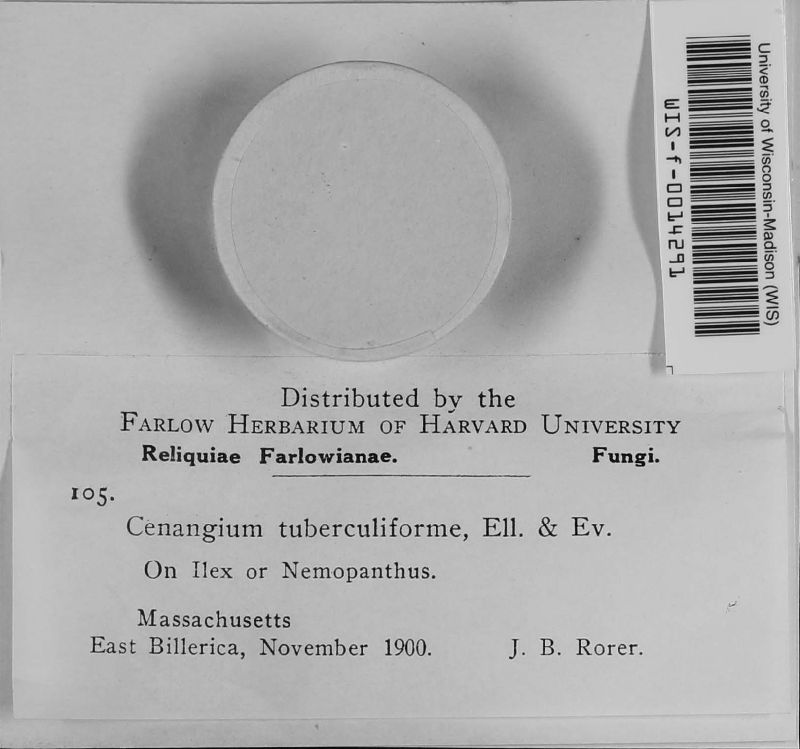 Distributed by the
FARLOW HERBARIUM OF HARVARD UNIVERSITY
Reliquiae Farlowianae. Fungi.
105.
Cenangium tuberculiforme, Ell. & Ev.
On Ilex or Nemopanthus.
Massachusetts
East Billerica, November 1900. J. B. Rorer.
University of Wisconsin-Madison (WIS)
WIS-f-0014291